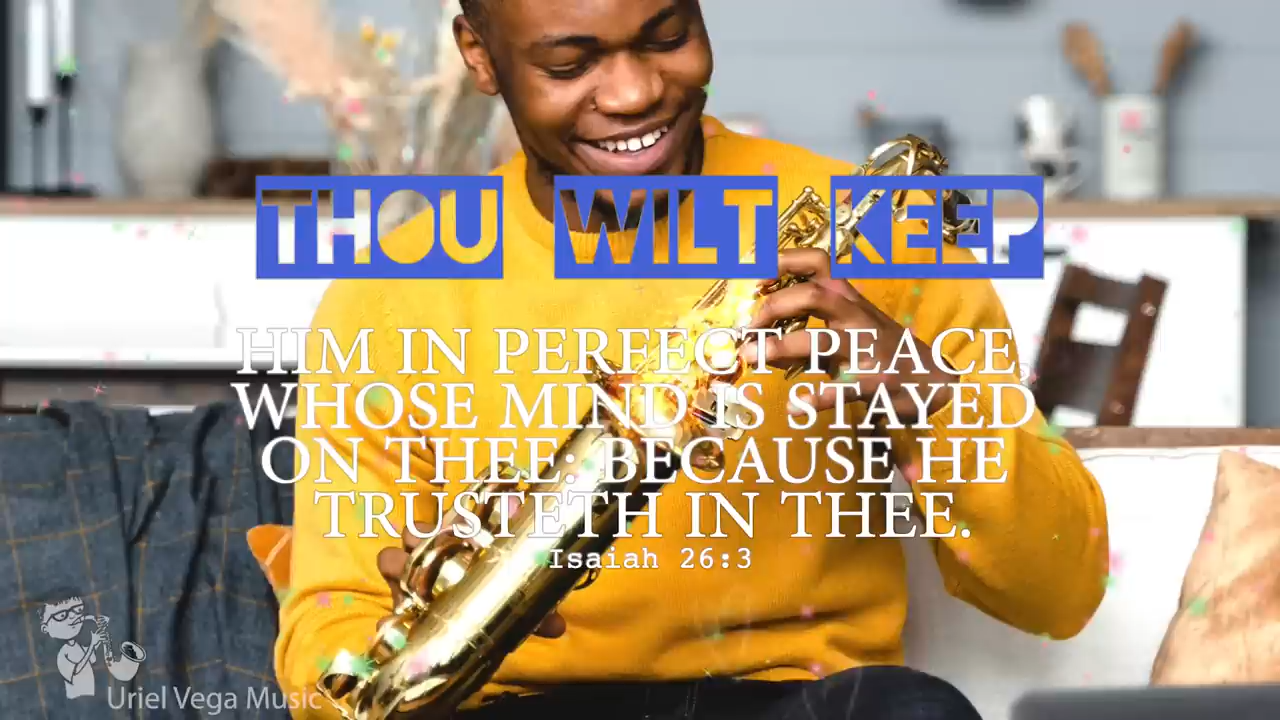 THOU WILT KEEP
HIM IN PERFECT PEACE,
WHOSE MIND IS STAYED
ON THEE: BECAUSE HE
TRUSTETH IN THEE.
Isaiah 26:3
Uriel Vega Music